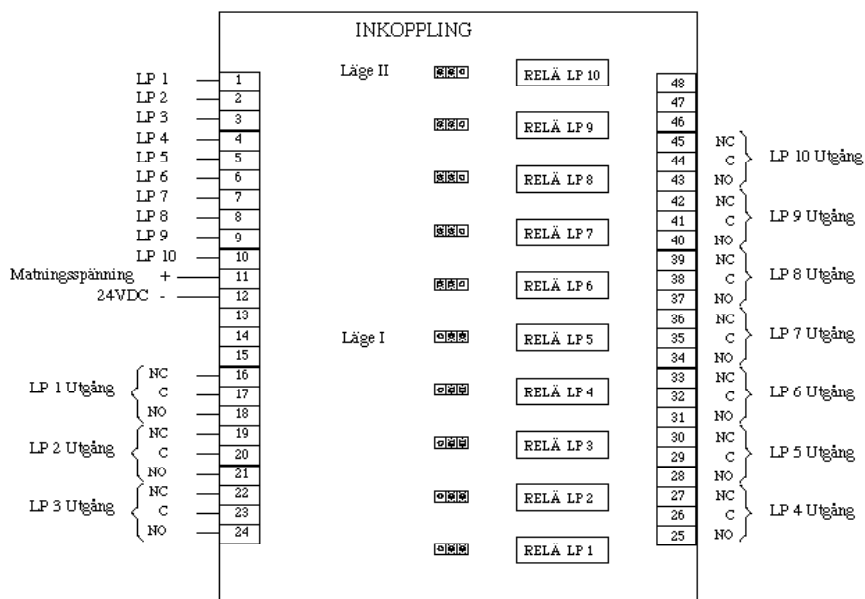 INKOPPLING
Läge II
RELÄ LP 10
RELÄ LP 9
RELÄ LP 8
RELÄ LP 7
RELÄ LP 6
Läge I
RELÄ LP 5
RELÄ LP 4
RELÄ LP 3
RELÄ LP 2
RELÄ LP 1
LP 1 1
LP 2 2
LP 3 3
LP 4 4
LP 5 5
LP 6 6
LP 7 7
LP 8 8
LP 9 9
LP 10 10
Matningsspänning + 11
24VDC - 12
13
14
15
LP 1 Utgång
NC 16
C 17
NO 18
LP 2 Utgång
NC 19
C 20
NO 21
LP 3 Utgång
NC 22
C 23
NO 24
48
47
46
45 NC
44 C
43 NO
LP 10 Utgång
42 NC
41 C
40 NO
LP 9 Utgång
39 NC
38 C
37 NO
LP 8 Utgång
36 NC
35 C
34 NO
LP 7 Utgång
33 NC
32 C
31 NO
LP 6 Utgång
30 NC
29 C
28 NO
LP 5 Utgång
27 NC
26 C
25 NO
LP 4 Utgång